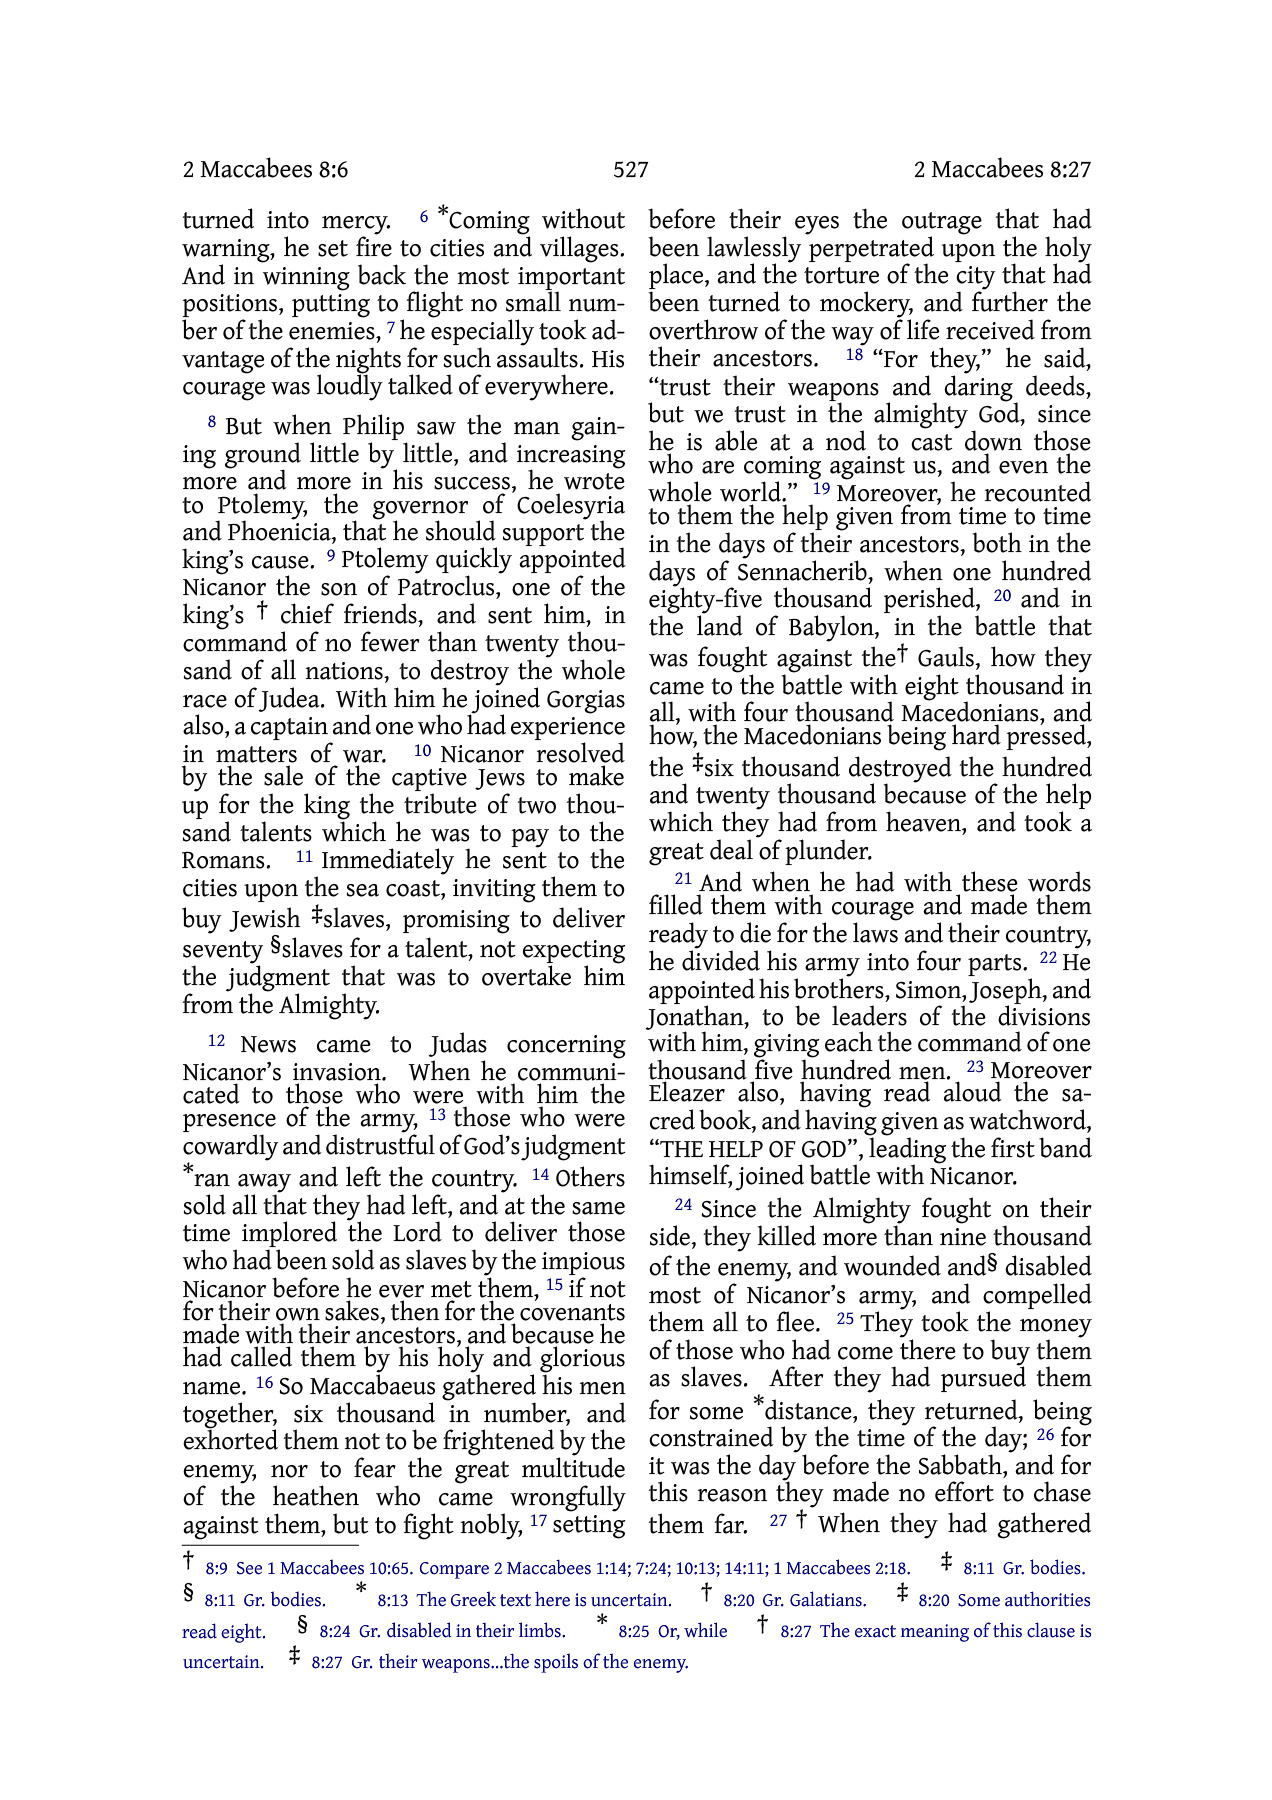 2 Maccabees 8:6 527 2 Maccabees 8:27
turned into mercy. 6 *Coming without
warning, he set fire to cities and villages.
And in winning back the most important
positions, putting to flight no small num-
ber of the enemies, 7 he especially took ad-
vantage of the nights for such assaults. His
courage was loudly talked of everywhere.
8 But when Philip saw the man gain-
ing ground little by little, and increasing
more and more in his success, he wrote
to Ptolemy, the governor of Coelesyria
and Phoenicia, that he should support the
king’s cause. 9 Ptolemy quickly appointed
Nicanor the son of Patroclus, one of the
king’s † chief friends, and sent him, in
command of no fewer than twenty thou-
sand of all nations, to destroy the whole
race of Judea. With him he joined Gorgias
also, a captain and one who had experience
in matters of war. 10 Nicanor resolved
by the sale of the captive Jews to make
up for the king the tribute of two thou-
sand talents which he was to pay to the
Romans. 11 Immediately he sent to the
cities upon the sea coast, inviting them to
buy Jewish ‡slaves, promising to deliver
seventy §slaves for a talent, not expecting
the judgment that was to overtake him
from the Almighty.
12 News came to Judas concerning
Nicanor’s invasion. When he communi-
cated to those who were with him the
presence of the army, 13 those who were
cowardly and distrustful of God’s judgment
*ran away and left the country. 14 Others
sold all that they had left, and at the same
time implored the Lord to deliver those
who had been sold as slaves by the impious
Nicanor before he ever met them, 15 if not
for their own sakes, then for the covenants
made with their ancestors, and because he
had called them by his holy and glorious
name. 16 So Maccabaeus gathered his men
together, six thousand in number, and
exhorted them not to be frightened by the
enemy, nor to fear the great multitude
of the heathen who came wrongfully
against them, but to fight nobly, 17 setting
before their eyes the outrage that had
been lawlessly perpetrated upon the holy
place, and the torture of the city that had
been turned to mockery, and further the
overthrow of the way of life received from
their ancestors. 18 “For they,” he said,
“trust their weapons and daring deeds,
but we trust in the almighty God, since
he is able at a nod to cast down those
who are coming against us, and even the
whole world.” 19 Moreover, he recounted
to them the help given from time to time
in the days of their ancestors, both in the
days of Sennacherib, when one hundred
eighty-five thousand perished, 20 and in
the land of Babylon, in the battle that
was fought against the† Gauls, how they
came to the battle with eight thousand in
all, with four thousand Macedonians, and
how, the Macedonians being hard pressed,
the ‡six thousand destroyed the hundred
and twenty thousand because of the help
which they had from heaven, and took a
great deal of plunder.
21 And when he had with these words
filled them with courage and made them
ready to die for the laws and their country,
he divided his army into four parts. 22 He
appointed his brothers, Simon, Joseph, and
Jonathan, to be leaders of the divisions
with him, giving each the command of one
thousand five hundred men. 23 Moreover
Eleazer also, having read aloud the sa-
cred book, and having given as watchword,
“THE HELP OF GOD”, leading the first band
himself, joined battle with Nicanor.
24 Since the Almighty fought on their
side, they killed more than nine thousand
of the enemy, and wounded and§ disabled
most of Nicanor’s army, and compelled
them all to flee. 25 They took the money
of those who had come there to buy them
as slaves. After they had pursued them
for some *distance, they returned, being
constrained by the time of the day; 26 for
it was the day before the Sabbath, and for
this reason they made no effort to chase
them far. 27 † When they had gathered
† 8:9 See 1 Maccabees 10:65. Compare 2 Maccabees 1:14; 7:24; 10:13; 14:11; 1 Maccabees 2:18. ‡ 8:11 Gr. bodies.
§ 8:11 Gr. bodies. * 8:13 The Greek text here is uncertain. † 8:20 Gr. Galatians. ‡ 8:20 Some authorities
read eight. § 8:24 Gr. disabled in their limbs. * 8:25 Or, while † 8:27 The exact meaning of this clause is
uncertain. ‡ 8:27 Gr. their weapons...the spoils of the enemy.